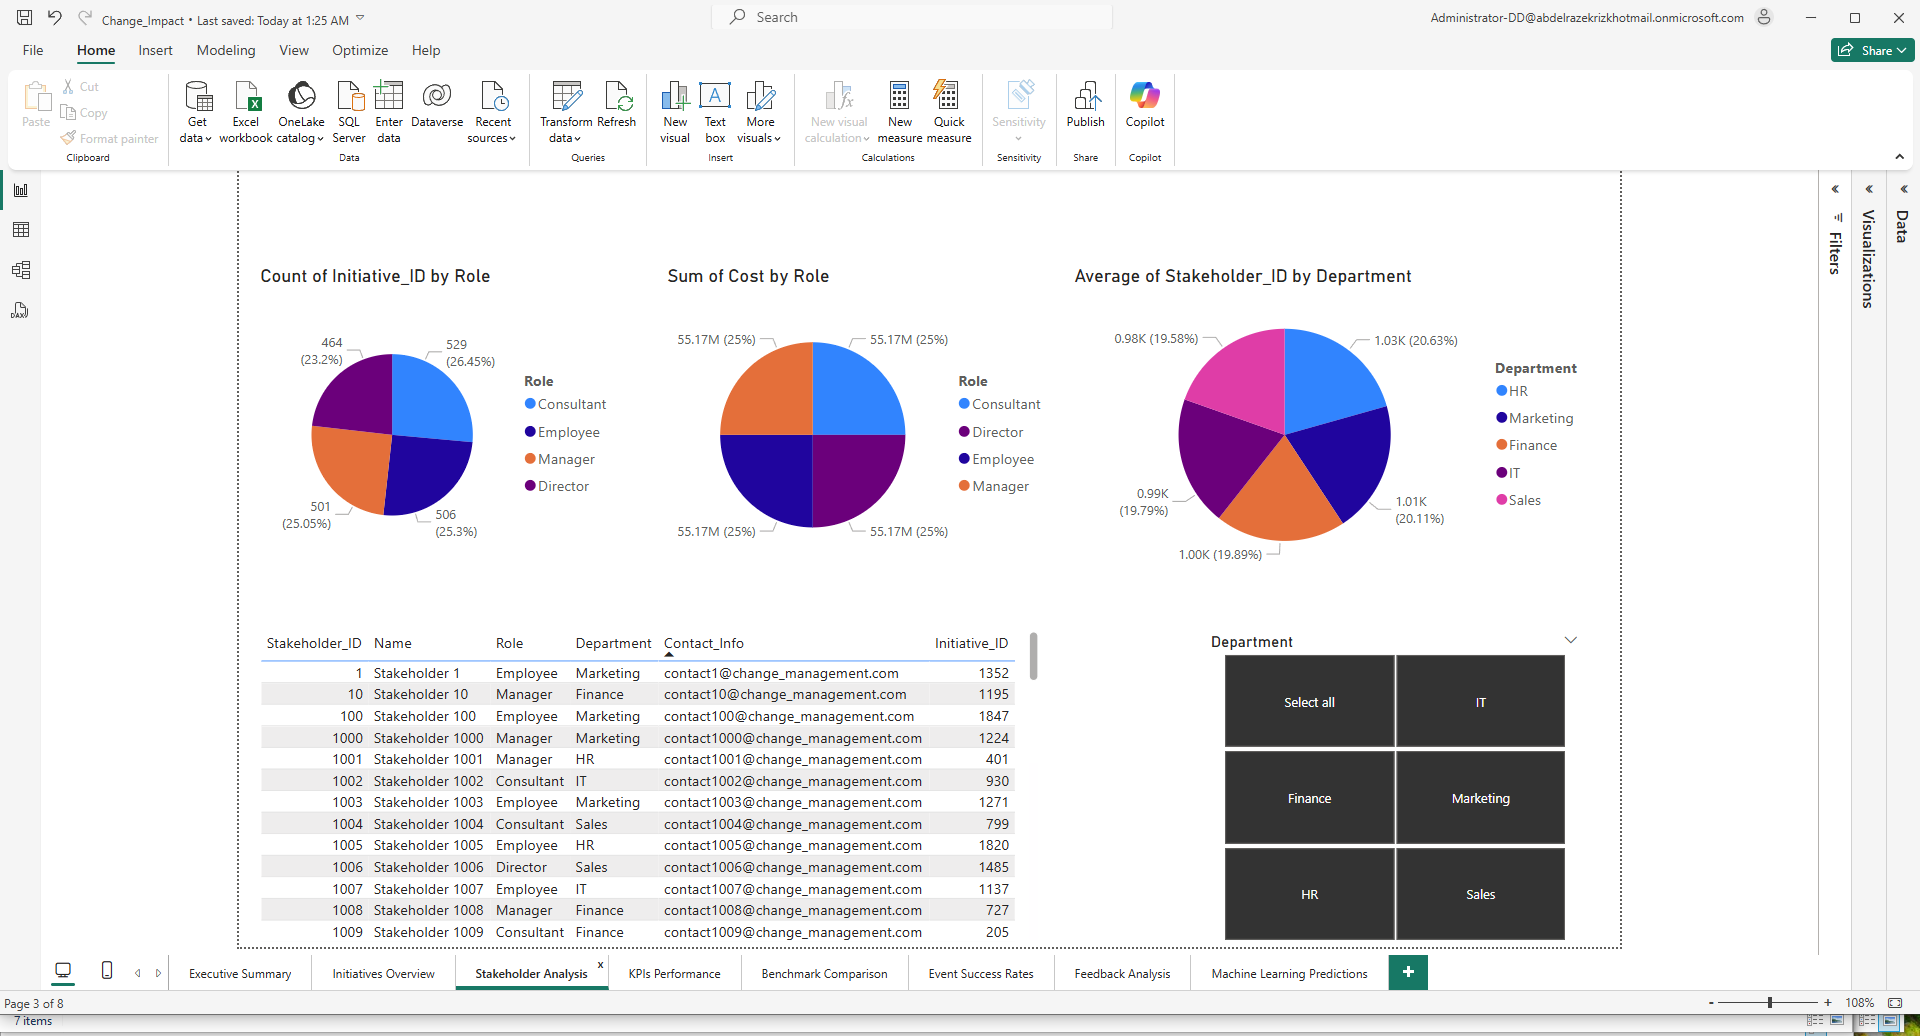 Change_Impact • Last saved: Today at 1:25 AM
Search
Administrator-DD@abdelrazekrizkhotmail.onmicrosoft.com
File
Home
Insert
Modeling
View
Optimize
Help
Share
Paste
Cut
Copy
Format painter
Clipboard
Get data
Excel workbook
OneLake catalog
SQL Server
Enter data
Dataverse
Recent sources
Data
Transform data
Refresh
Queries
New visual
Text box
More visuals
Insert
New visual calculation
New measure
Quick measure
Calculations
Sensitivity
Sensitivity
Publish
Share
Copilot
Copilot
Filters
Visualizations
Data
Count of Initiative_ID by Role
464 (23.2%)
529 (26.45%)
501 (25.05%)
506 (25.3%)
Role
Consultant
Employee
Manager
Director
Sum of Cost by Role
55.17M (25%)
55.17M (25%)
55.17M (25%)
55.17M (25%)
Role
Consultant
Director
Employee
Manager
Average of Stakeholder_ID by Department
0.98K (19.58%)
1.03K (20.63%)
0.99K (19.79%)
1.01K (20.11%)
1.00K (19.89%)
Department
HR
Marketing
Finance
IT
Sales
Stakeholder_ID Name Role Department Contact_Info Initiative_ID
1 Stakeholder 1 Employee Marketing contact1@change_management.com 1352
10 Stakeholder 10 Manager Finance contact10@change_management.com 1195
100 Stakeholder 100 Employee Marketing contact100@change_management.com 1847
1000 Stakeholder 1000 Manager Marketing contact1000@change_management.com 1224
1001 Stakeholder 1001 Manager HR contact1001@change_management.com 401
1002 Stakeholder 1002 Consultant IT contact1002@change_management.com 930
1003 Stakeholder 1003 Employee Marketing contact1003@change_management.com 1271
1004 Stakeholder 1004 Consultant Sales contact1004@change_management.com 799
1005 Stakeholder 1005 Employee HR contact1005@change_management.com 1820
1006 Stakeholder 1006 Director Sales contact1006@change_management.com 1485
1007 Stakeholder 1007 Employee IT contact1007@change_management.com 1137
1008 Stakeholder 1008 Manager Finance contact1008@change_management.com 727
1009 Stakeholder 1009 Consultant Finance contact1009@change_management.com 205
Department
Select all
IT
Finance
Marketing
HR
Sales
Executive Summary
Initiatives Overview
Stakeholder Analysis
x
KPIs Performance
Benchmark Comparison
Event Success Rates
Feedback Analysis
Machine Learning Predictions
+
Page 3 of 8
- + 108%
7 items